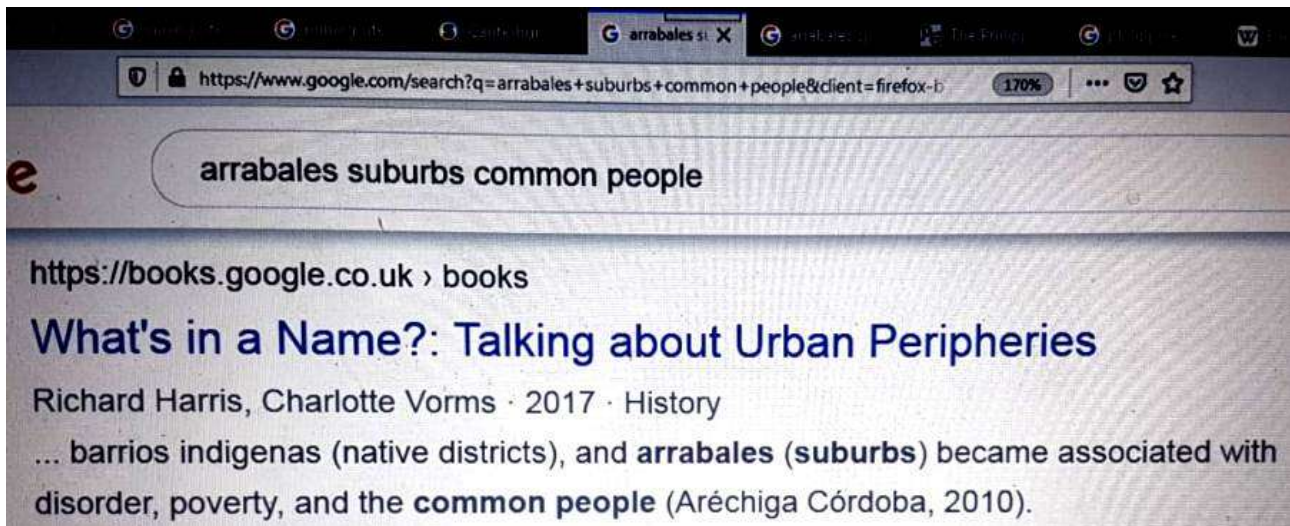 arrabales s
https://www.google.com/search?q=arrabales+suburbs+common+people&client=firefox-b
170%
e
arrabales suburbs common people
https://books.google.co.uk › books
What's in a Name?: Talking about Urban Peripheries
Richard Harris, Charlotte Vorms · 2017 · History
... barrios indigenas (native districts), and arrabales (suburbs) became associated with
disorder, poverty, and the common people (Aréchiga Córdoba, 2010).